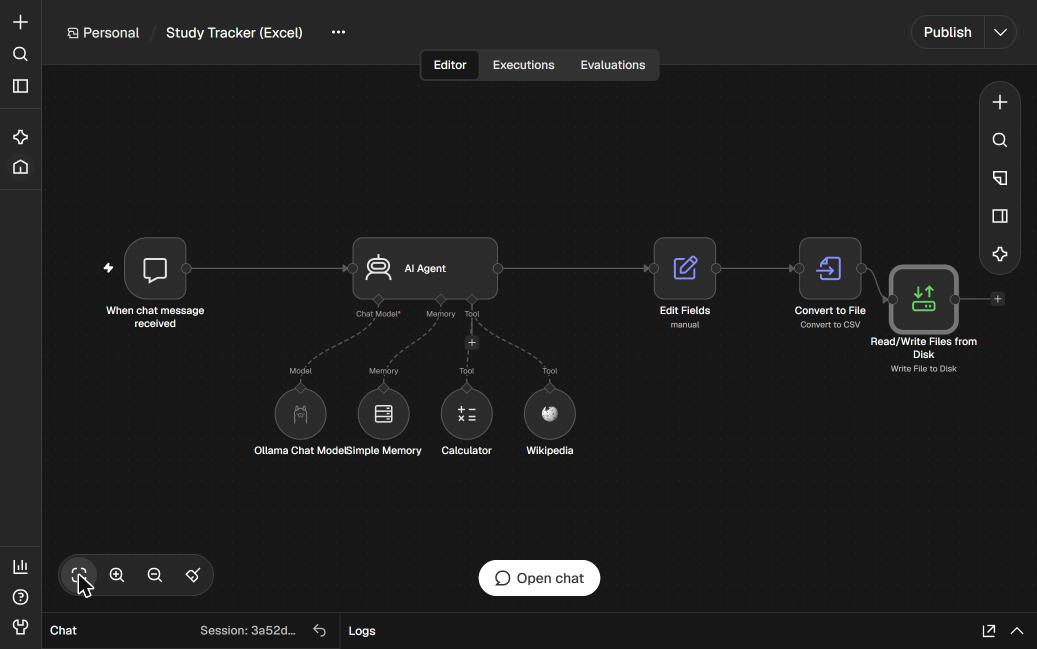 Personal / Study Tracker (Excel) ...
Publish
Editor Executions Evaluations
When chat message
received
AI Agent
Chat Model* Memory Tool
Model Memory Tool Tool
Ollama Chat Model Simple Memory Calculator Wikipedia
Edit Fields
manual
Convert to File
Convert to CSV
Read/Write Files from
Disk
Write File to Disk
Open chat
Chat Session: 3a52d... Logs